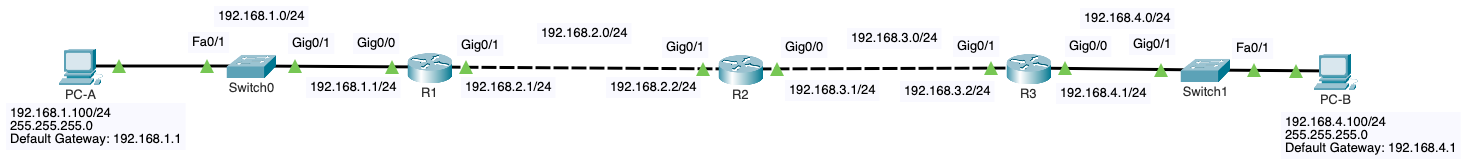 192.168.1.0/24
192.168.2.0/24
192.168.3.0/24
192.168.4.0/24
Fa0/1
Gig0/1
Gig0/0
Gig0/1
Gig0/1
Gig0/0
Gig0/1
Gig0/0
Gig0/1
Fa0/1
PC-A
Switch0
192.168.1.1/24
R1
192.168.2.1/24
192.168.2.2/24
R2
192.168.3.1/24
192.168.3.2/24
R3
192.168.4.1/24
Switch1
PC-B
192.168.1.100/24
255.255.255.0
Default Gateway: 192.168.1.1
192.168.4.100/24
255.255.255.0
Default Gateway: 192.168.4.1